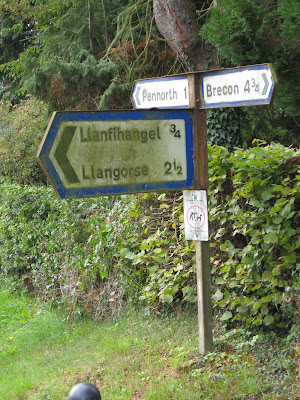 Pennorth 1
Brecon 4¾
Llanfihangel ¾
Llangorse 2½